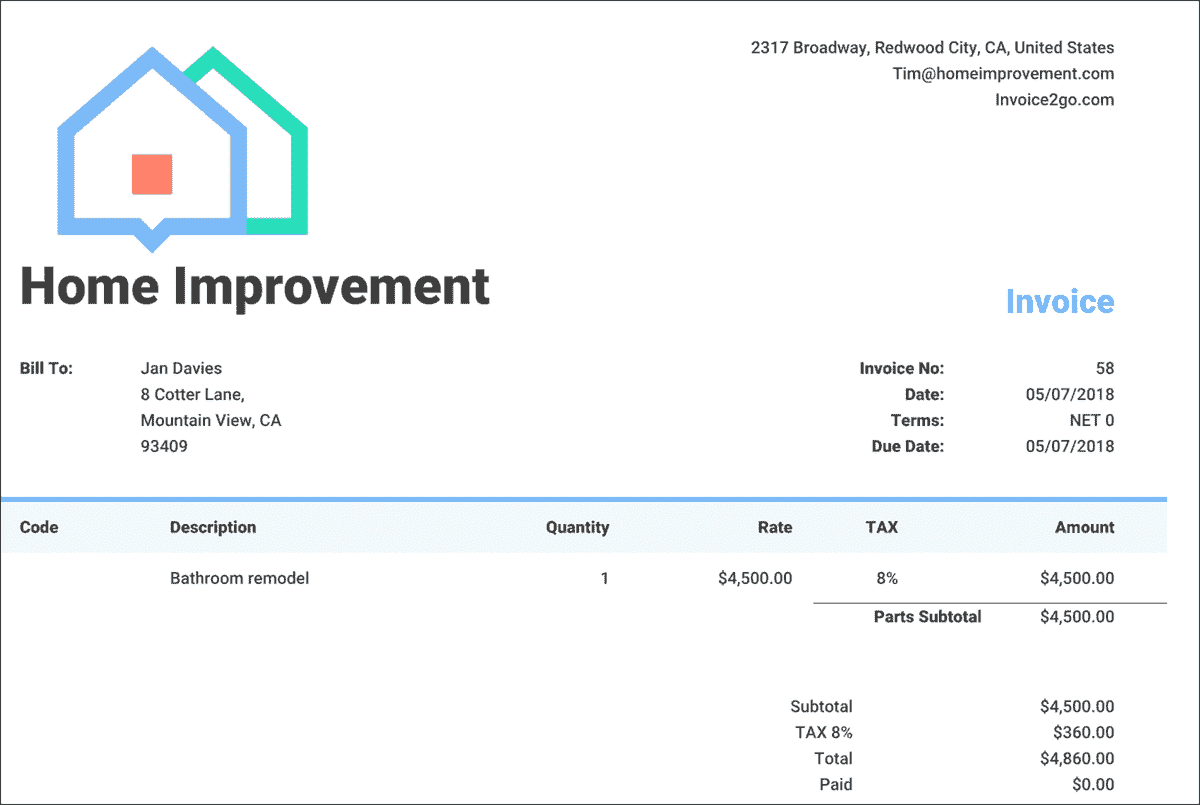 2317 Broadway, Redwood City, CA, United States
Tim@homeimprovement.com
Invoice2go.com
Home Improvement
Invoice
Bill To: Jan Davies
8 Cotter Lane,
Mountain View, CA
93409
Invoice No: 58
Date: 05/07/2018
Terms: NET 0
Due Date: 05/07/2018
Code Description Quantity Rate TAX Amount
Bathroom remodel 1 $4,500.00 8% $4,500.00
Parts Subtotal $4,500.00
Subtotal $4,500.00
TAX 8% $360.00
Total $4,860.00
Paid $0.00